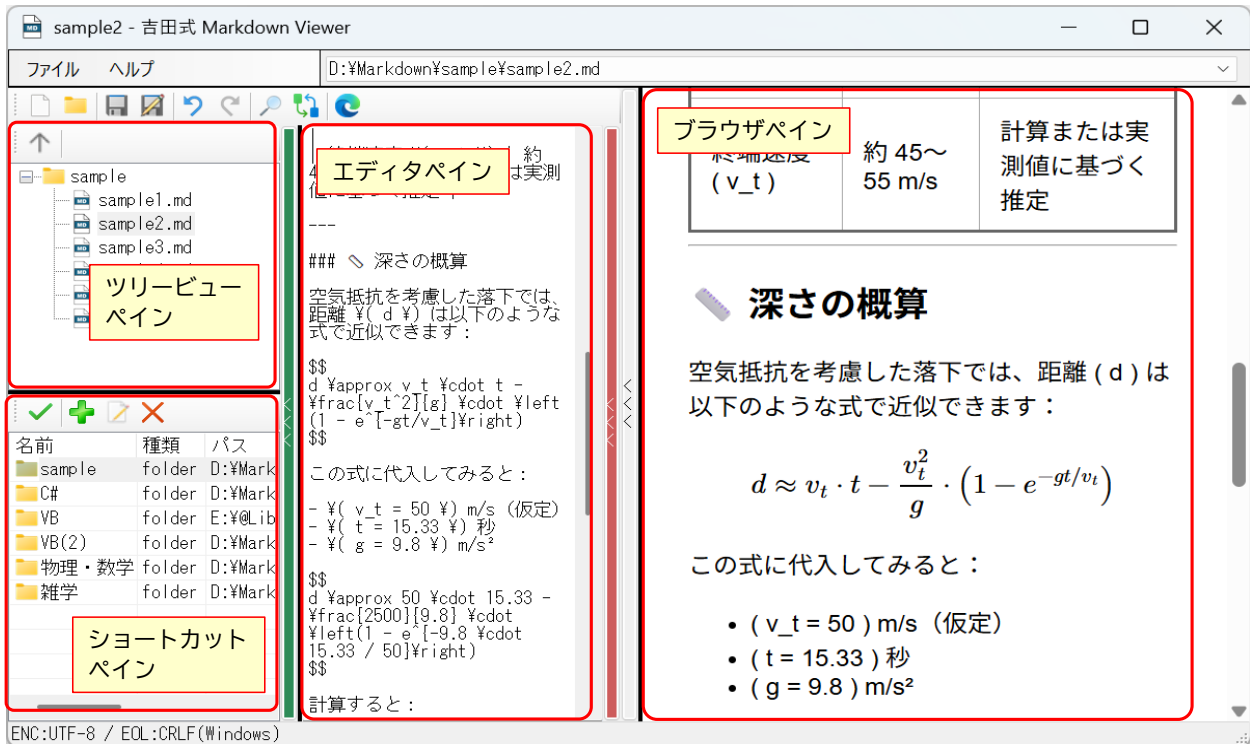 sample2 - 吉田式 Markdown Viewer
ファイル ヘルプ
D:¥Markdown¥sample¥sample2.md
sample
sample1.md
sample2.md
sample3.md
ツリービュー
ペイン
名前 種類 パス
sample folder D:¥Mark
C# folder D:¥Mark
VB folder E:¥@Lib
VB(2) folder D:¥Mark
物理・数学 folder D:¥Mark
雑学 folder D:¥Mark
ショートカット
ペイン
エディタペイン
約
は実測
---
### 📏 深さの概算
空気抵抗を考慮した落下では、
距離 ¥( d ¥) は以下のような
式で近似できます：
$$
d ¥approx v_t ¥cdot t -
¥frac{v_t^2}{g} ¥cdot ¥left
(1 - e^{-gt/v_t}¥right)
$$
この式に代入してみると：
- ¥( v_t = 50 ¥) m/s（仮定）
- ¥( t = 15.33 ¥) 秒
- ¥( g = 9.8 ¥) m/s²
$$
d ¥approx 50 ¥cdot 15.33 -
¥frac{2500}{9.8} ¥cdot
¥left(1 - e^{-9.8 ¥cdot
15.33 / 50}¥right)
$$
計算すると：
ブラウザペイン
終端速度
( v_t )
約 45～
55 m/s
計算または実
測値に基づく
推定
📏 深さの概算
空気抵抗を考慮した落下では、距離 ( d ) は
以下のような式で近似できます：
d ≈ v_t · t − v_t^2/g · (1 − e^{−gt/v_t})
この式に代入してみると：
• ( v_t = 50 ) m/s（仮定）
• ( t = 15.33 ) 秒
• ( g = 9.8 ) m/s²
ENC:UTF-8 / EOL:CRLF(Windows)